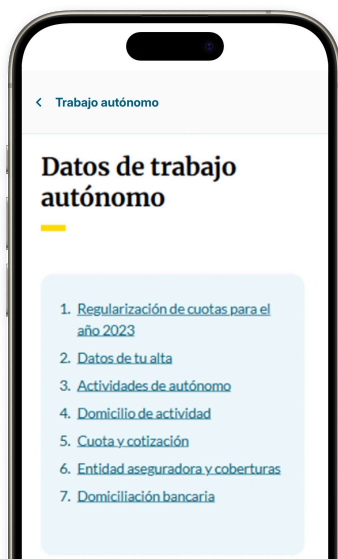 Trabajo autónomo
Datos de trabajo
autónomo
1. Regularización de cuotas para el
año 2023
2. Datos de tu alta
3. Actividades de autónomo
4. Domicilio de actividad
5. Cuota y cotización
6. Entidad aseguradora y coberturas
7. Domiciliación bancaria